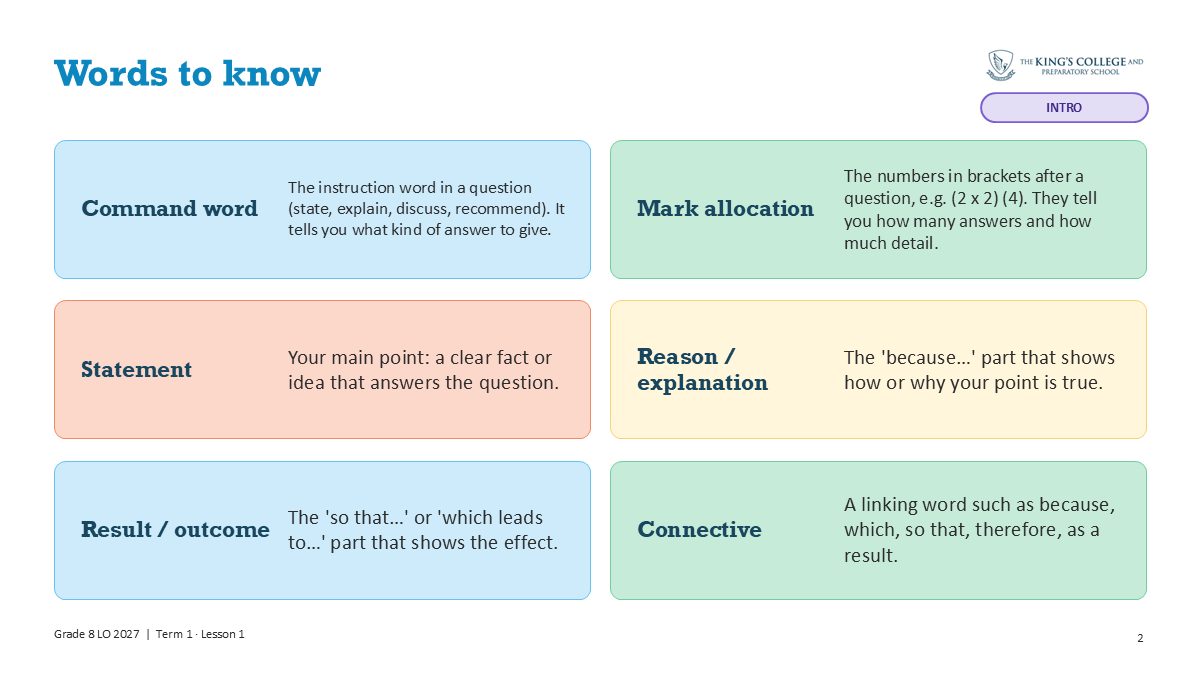 Words to know
THE KING'S COLLEGE AND
PREPARATORY SCHOOL
INTRO
Command word
The instruction word in a question
(state, explain, discuss, recommend). It
tells you what kind of answer to give.
Mark allocation
The numbers in brackets after a
question, e.g. (2 x 2) (4). They tell
you how many answers and how
much detail.
Statement
Your main point: a clear fact or
idea that answers the question.
Reason /
explanation
The 'because...' part that shows
how or why your point is true.
Result / outcome
The 'so that...' or 'which leads
to...' part that shows the effect.
Connective
A linking word such as because,
which, so that, therefore, as a
result.
Grade 8 LO 2027 | Term 1 · Lesson 1
2